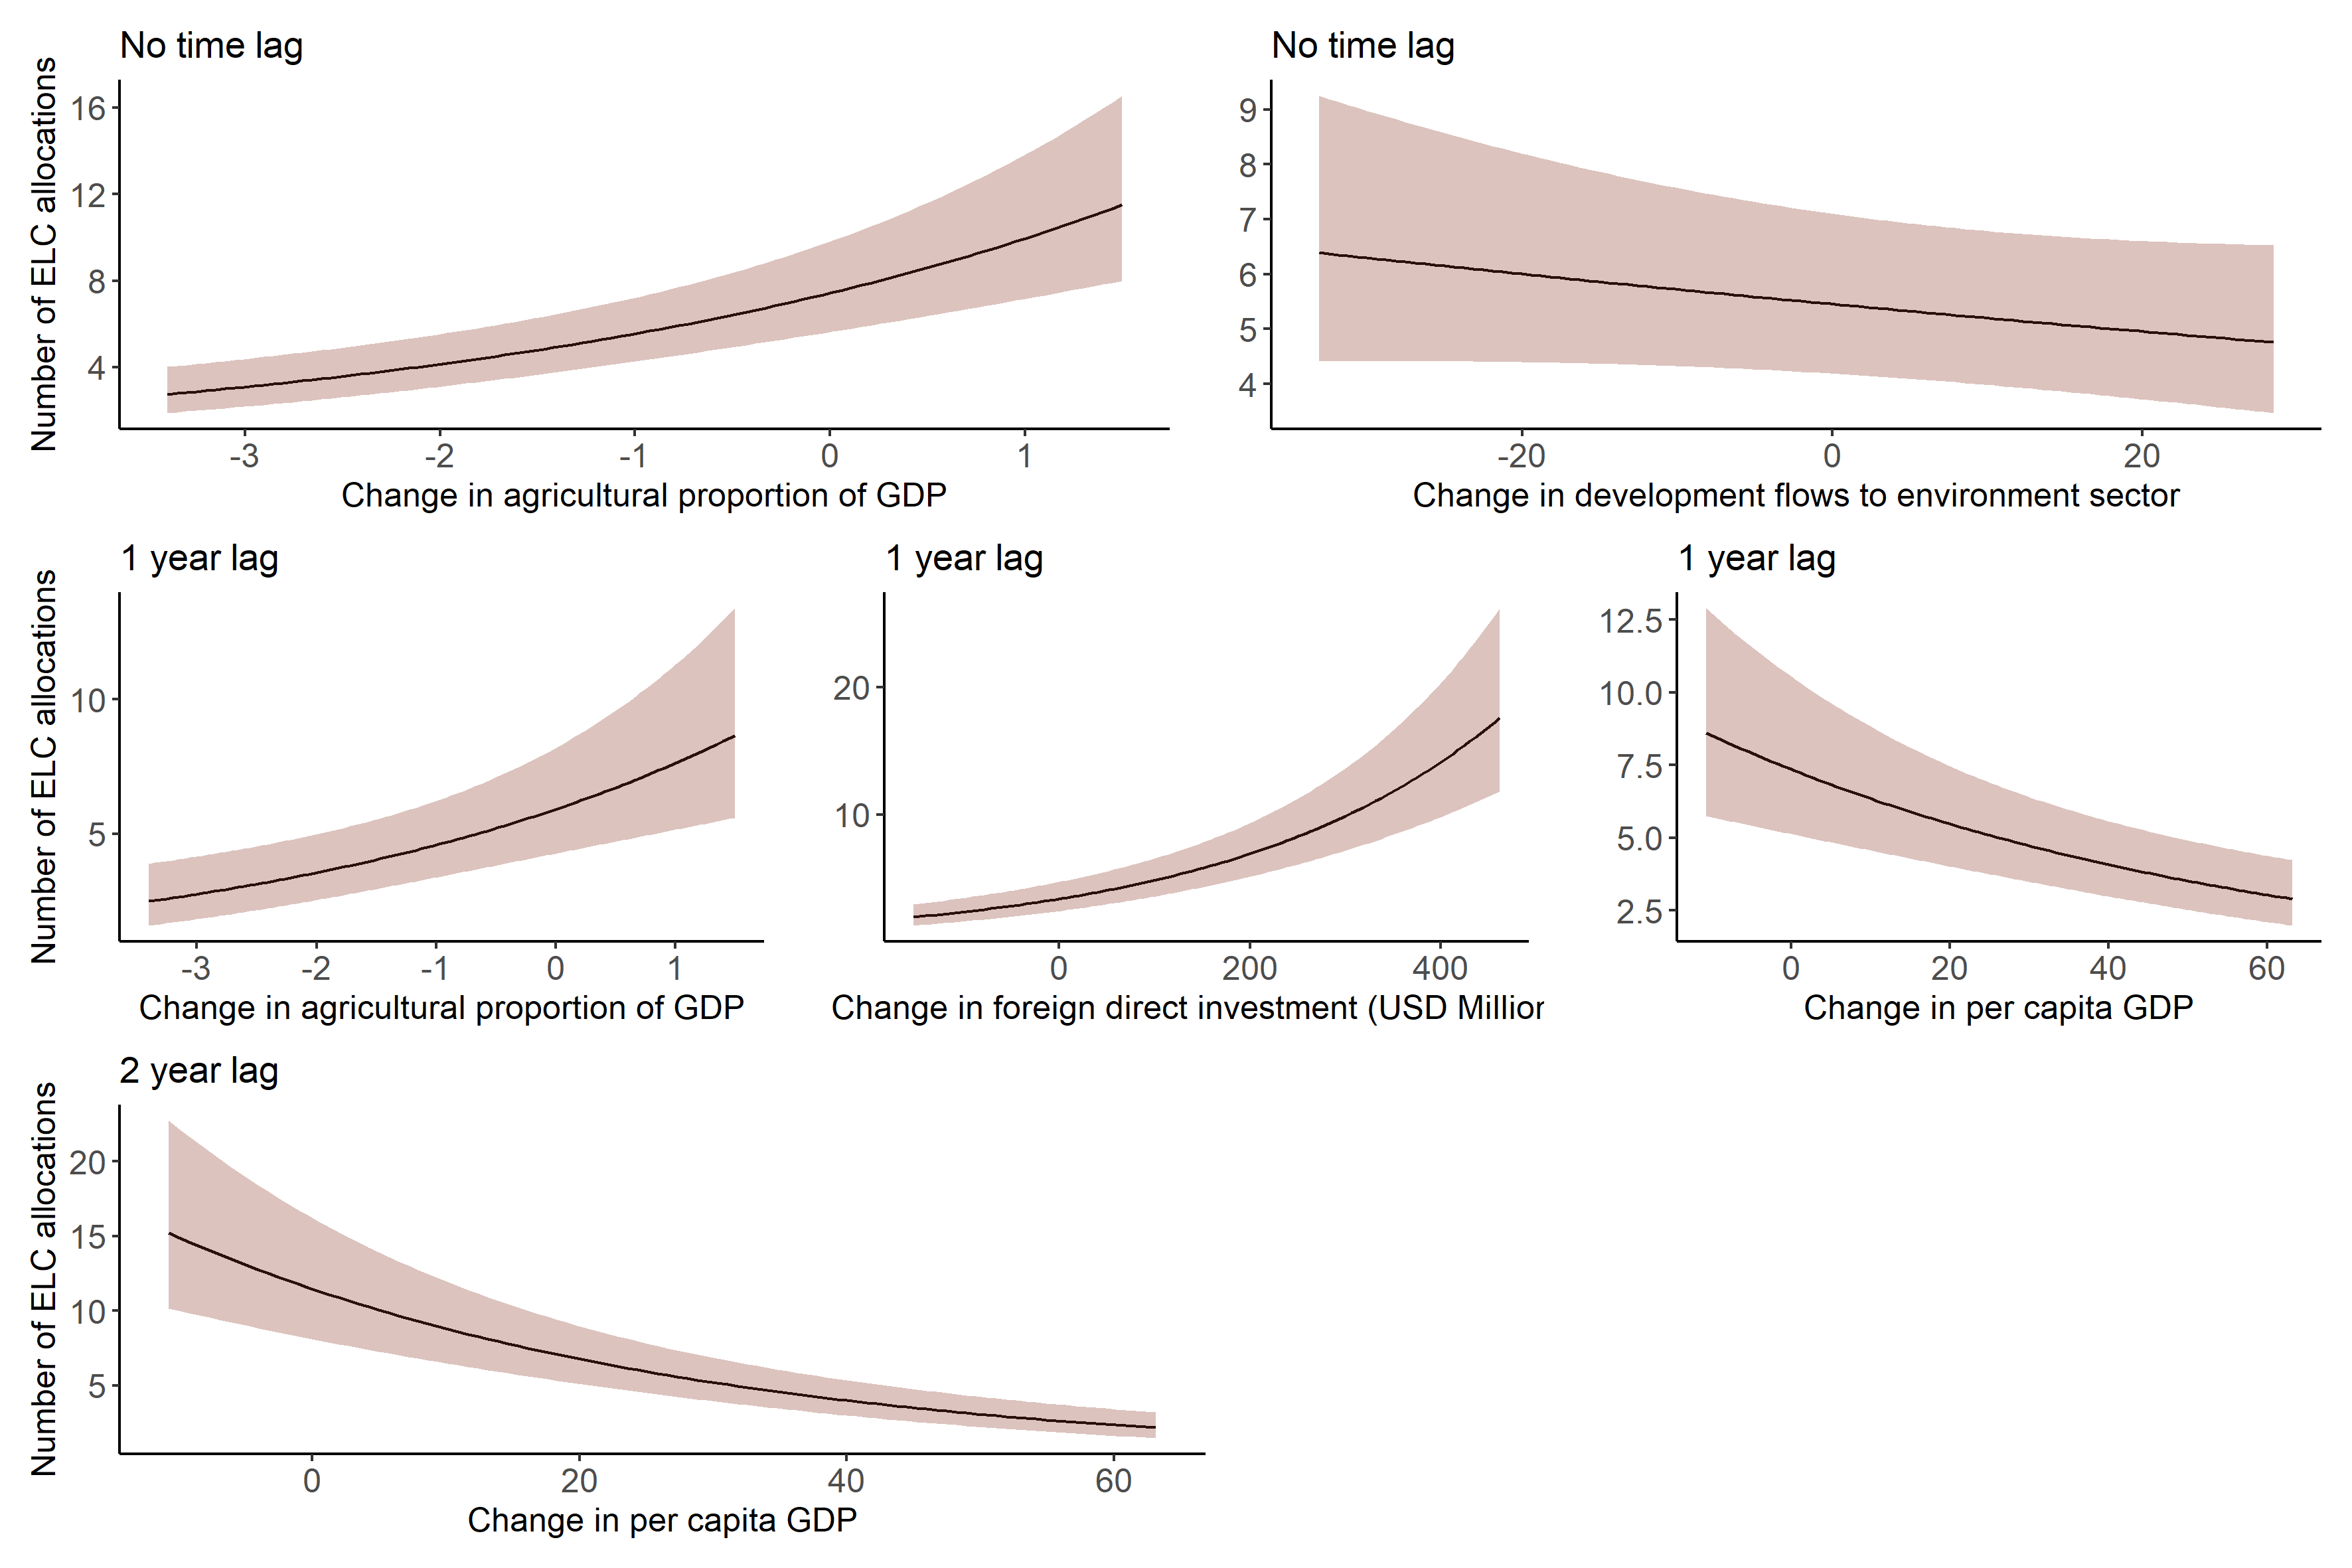 No time lag
Number of ELC allocations
16
12
8
4
-3 -2 -1 0 1
Change in agricultural proportion of GDP
No time lag
9
8
7
6
5
4
-20 0 20
Change in development flows to environment sector
1 year lag
Number of ELC allocations
10
5
-3 -2 -1 0 1
Change in agricultural proportion of GDP
1 year lag
20
10
0 200 400
Change in foreign direct investment (USD Million
1 year lag
12.5
10.0
7.5
5.0
2.5
0 20 40 60
Change in per capita GDP
2 year lag
Number of ELC allocations
20
15
10
5
0 20 40 60
Change in per capita GDP